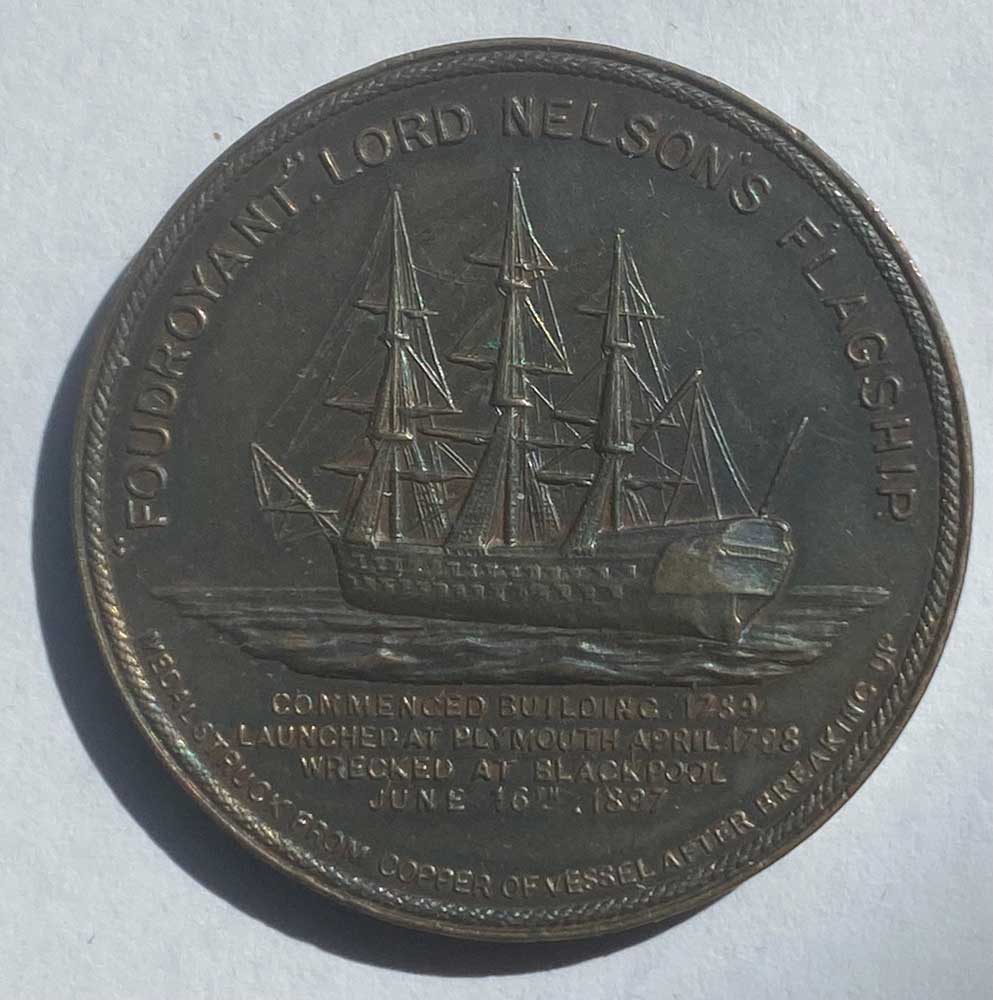 "FOUDROYANT". LORD NELSON'S FLAGSHIP.
COMMENCED BUILDING. 1789
LAUNCHED AT PLYMOUTH APRIL. 1798
WRECKED AT BLACKPOOL
JUNE 16TH. 1897
MEDAL STRUCK FROM COPPER OF VESSEL AFTER BREAKING UP